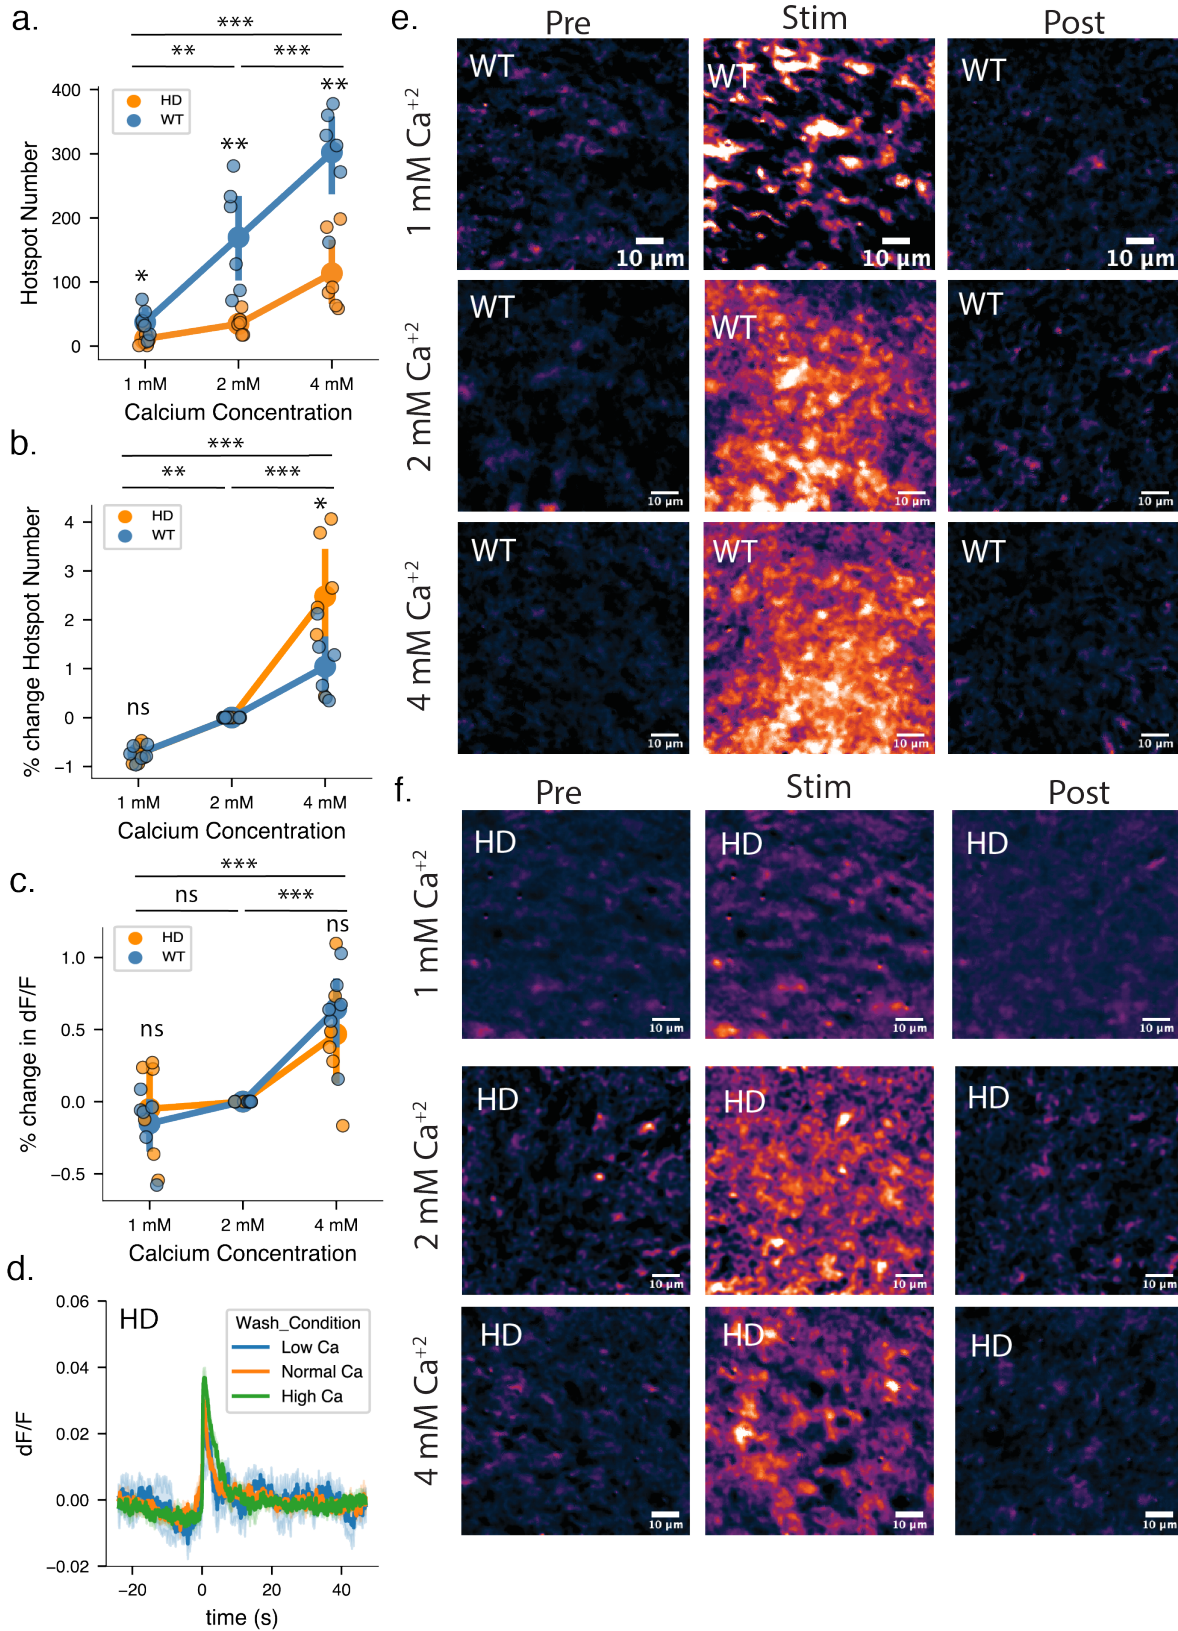 a.
***
** ***
**
**
*
HD
WT
400
300
200
100
0
Hotspot Number
1 mM 2 mM 4 mM
Calcium Concentration
b.
***
** ***
*
HD
WT
ns
4
3
2
1
0
−1
% change Hotspot Number
1 mM 2 mM 4 mM
Calcium Concentration
c.
***
ns ***
ns
HD
WT
ns
1.0
0.5
0.0
−0.5
% change in dF/F
1 mM 2 mM 4 mM
Calcium Concentration
d.
HD
Wash_Condition
Low Ca
Normal Ca
High Ca
0.06
0.04
0.02
0.00
−0.02
dF/F
−20 0 20 40
time (s)
e.
Pre Stim Post
1 mM Ca+2
WT WT WT
10 µm 10 µm 10 µm
2 mM Ca+2
WT WT WT
10 µm 10 µm 10 µm
4 mM Ca+2
WT WT WT
10 µm 10 µm 10 µm
f.
Pre Stim Post
1 mM Ca+2
HD HD HD
10 µm 10 µm 10 µm
2 mM Ca+2
HD HD HD
10 µm 10 µm 10 µm
4 mM Ca+2
HD HD HD
10 µm 10 µm 10 µm